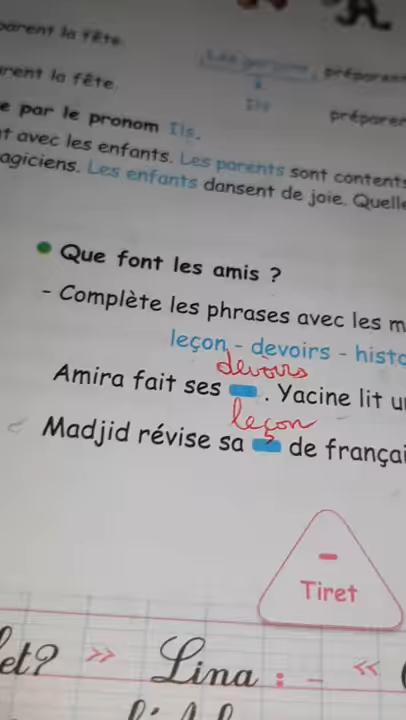 parent la fête.
rent la fête. Les parents préparent
Ils préparer
e par le pronom Ils.
t avec les enfants. Les parents sont contents
agiciens. Les enfants dansent de joie. Quelle
Que font les amis ?
- Complète les phrases avec les m
leçon - devoirs - histo
devoirs
Amira fait ses . Yacine lit u
leçon
Madjid révise sa de françai
-
Tiret
et? » Lina : - «